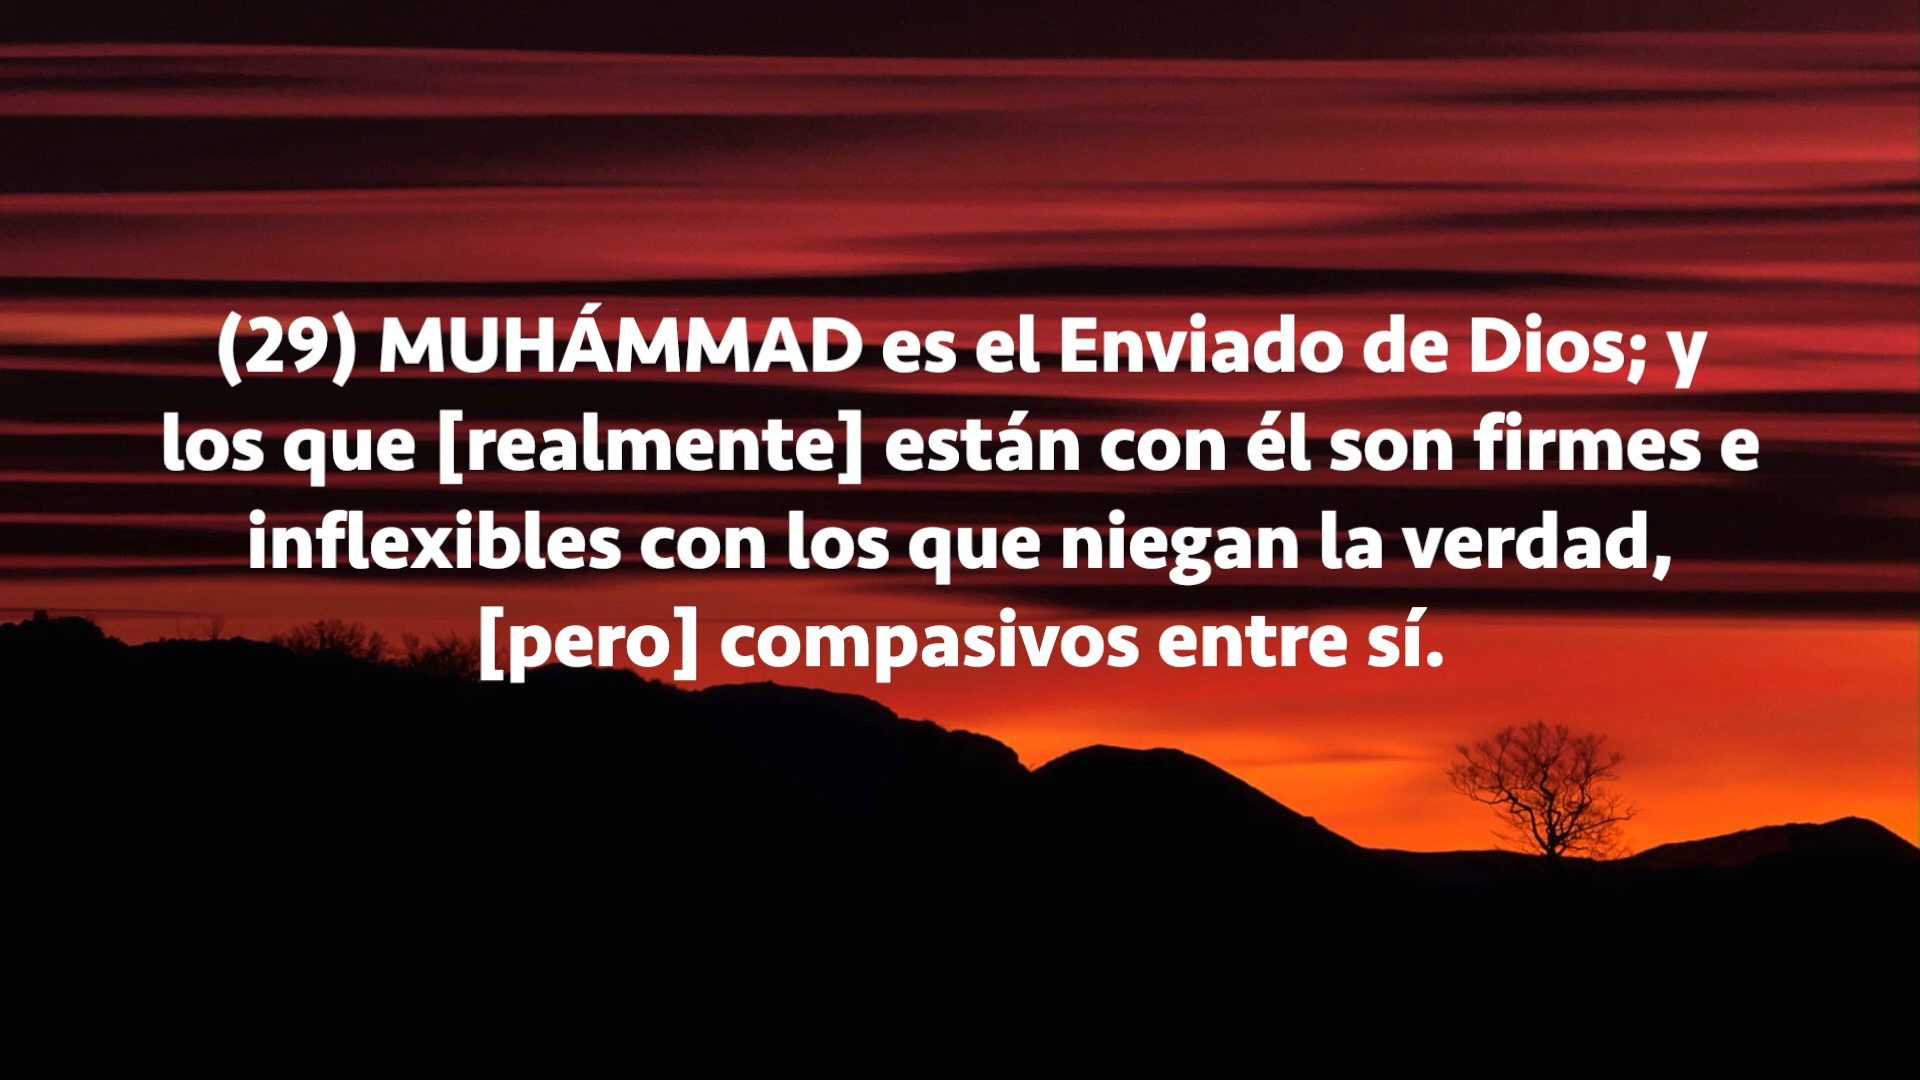 (29) MUHÁMMAD es el Enviado de Dios; y
los que [realmente] están con él son firmes e
inflexibles con los que niegan la verdad,
[pero] compasivos entre sí.